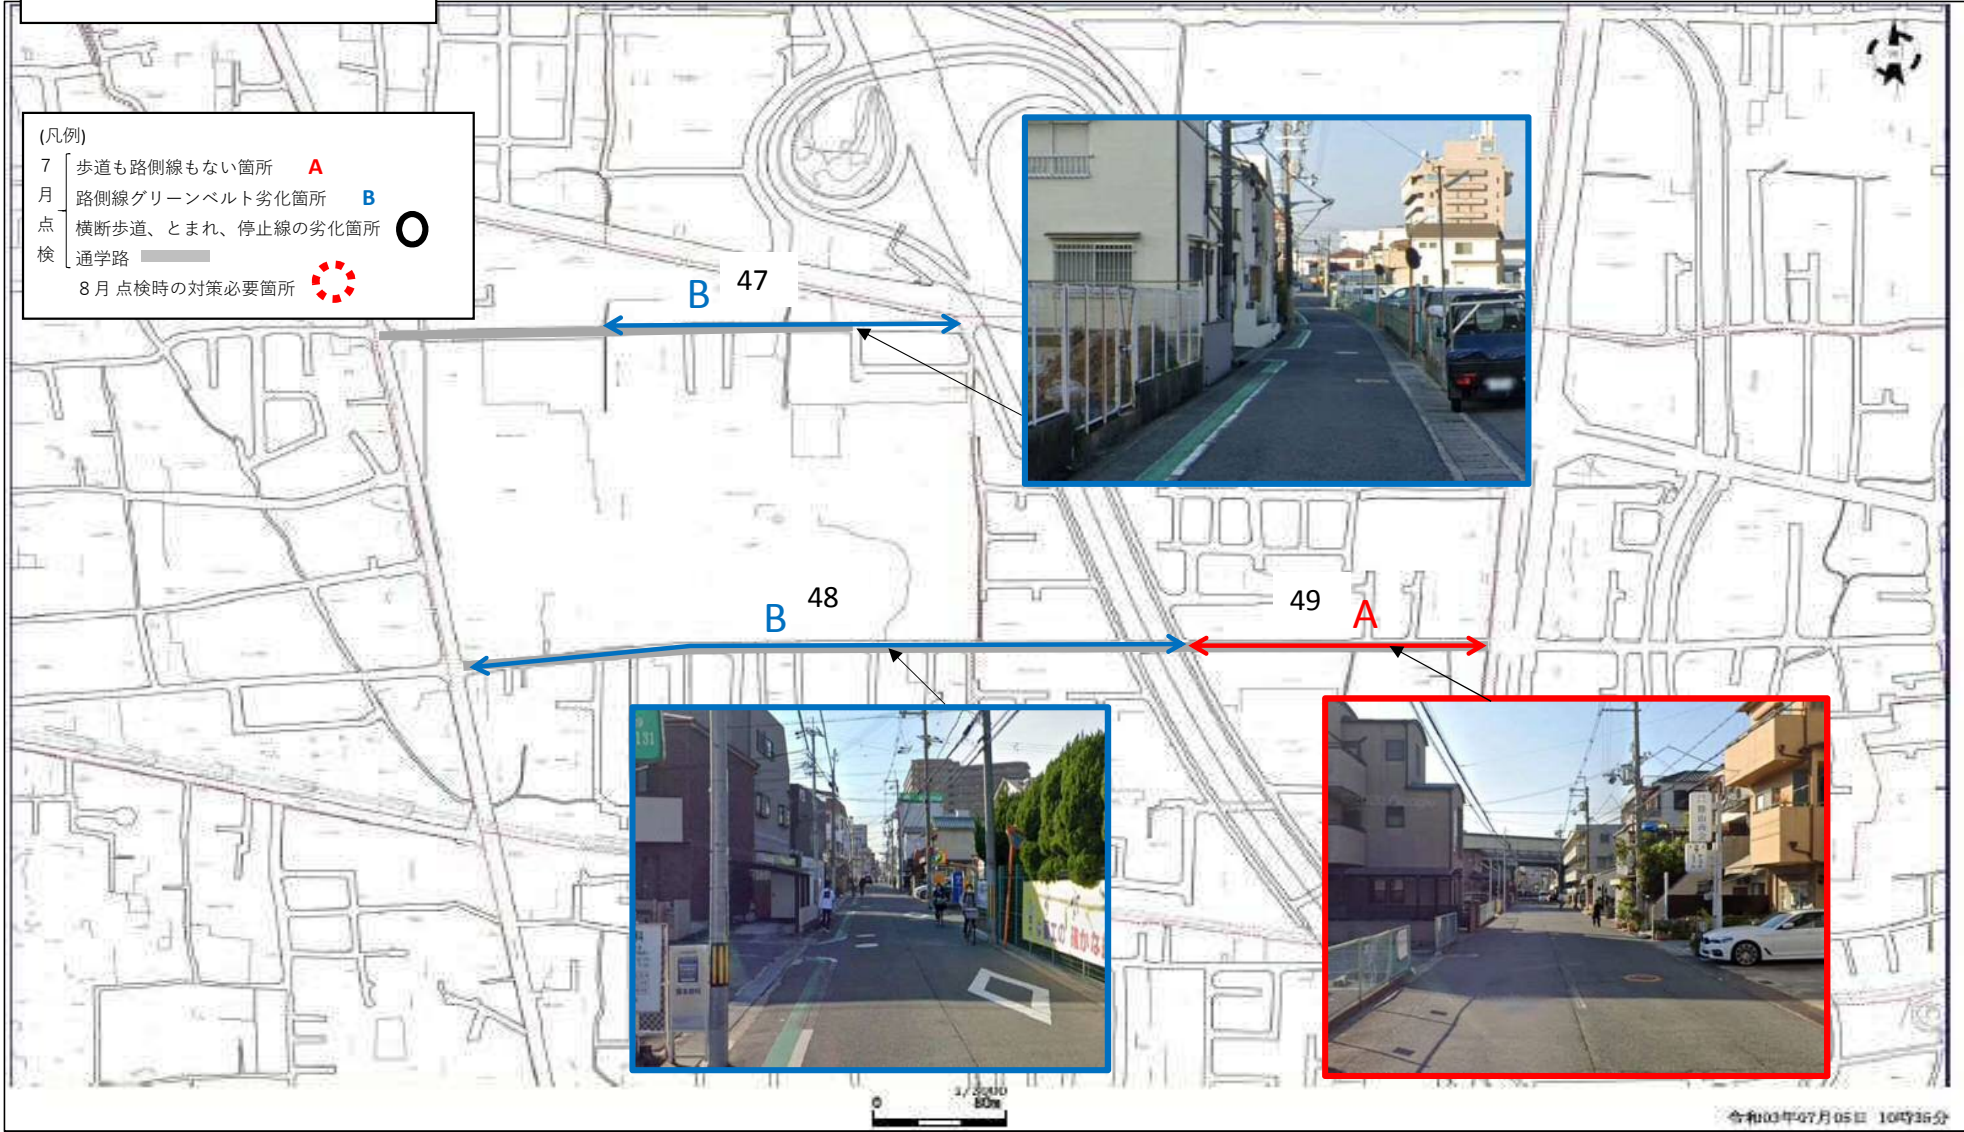 (凡例)
7月点検
歩道も路側線もない箇所 A
路側線グリーンベルト劣化箇所 B
横断歩道、とまれ、停止線の劣化箇所
通学路
8月点検時の対策必要箇所
B 47
B 48
49 A
131
0 80m
令和03年07月05日 10時36分